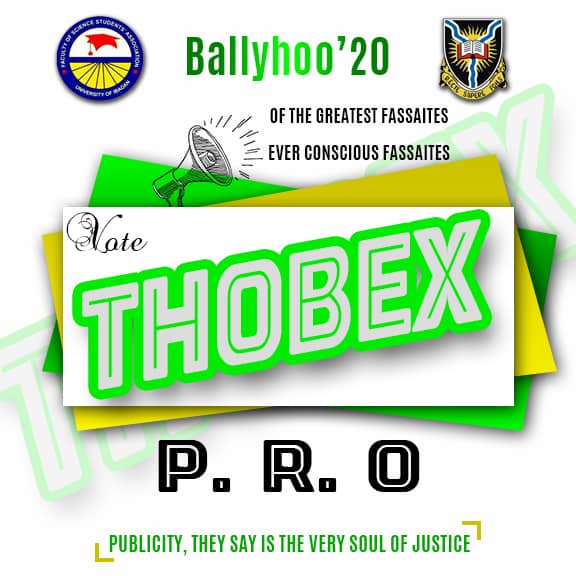 FACULTY OF SCIENCE STUDENTS' ASSOCIATION
UNIVERSITY OF IBADAN
Ballyhoo'20
RECTE SAPERE FONS
OF THE GREATEST FASSAITES
EVER CONSCIOUS FASSAITES
Vote
THOBEX
P. R. O
PUBLICITY, THEY SAY IS THE VERY SOUL OF JUSTICE